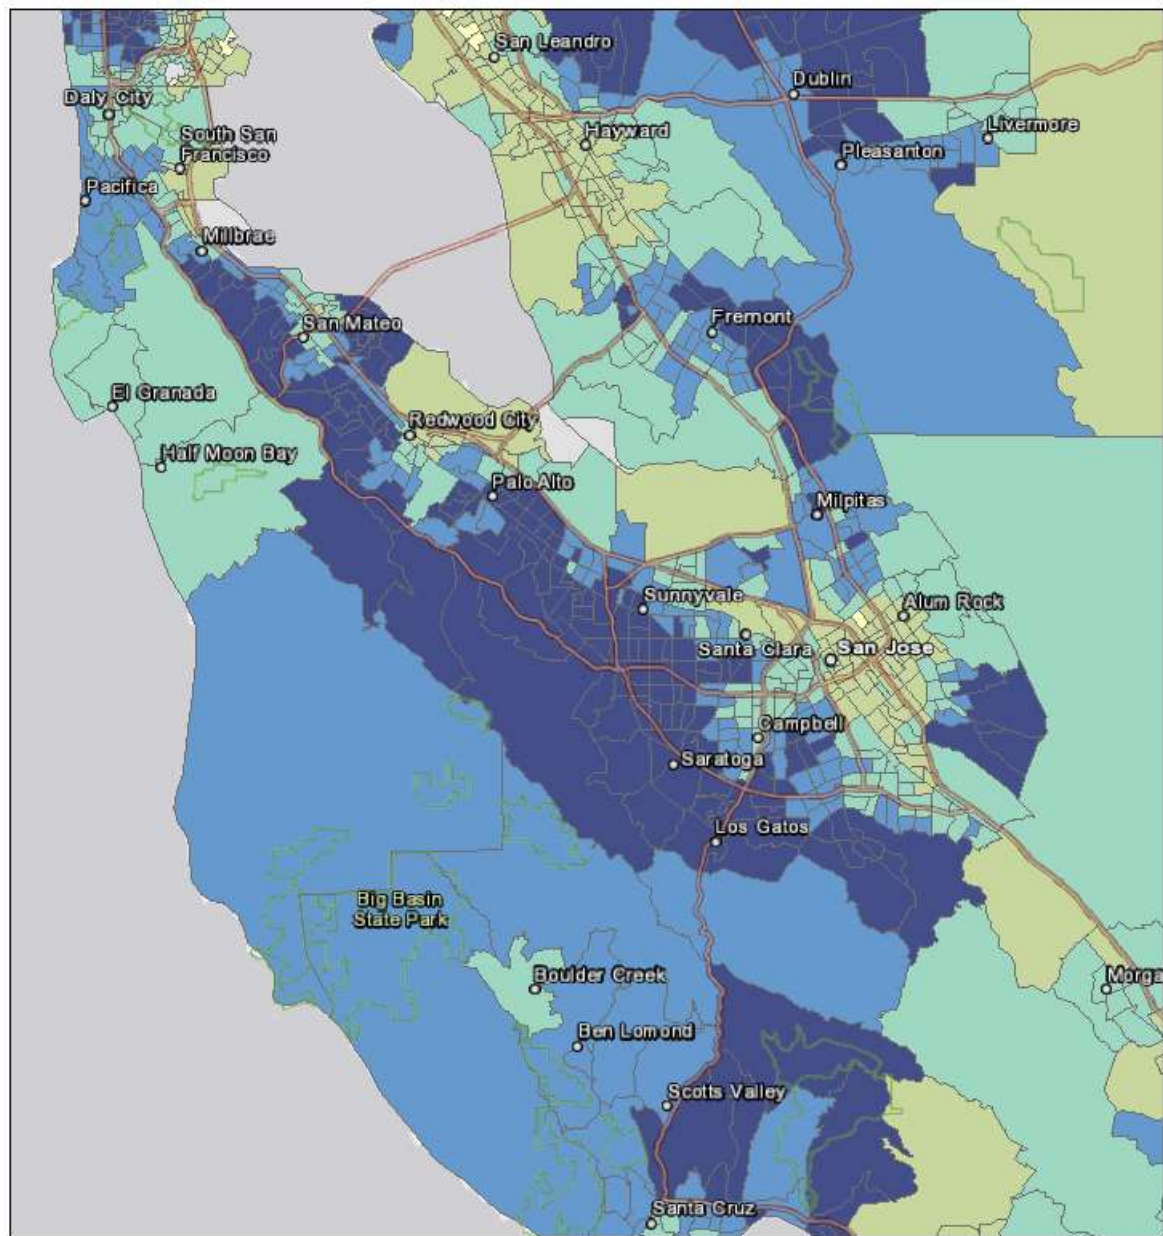 San Leandro
Dublin
Daly City
South San
Francisco
Hayward
Livermore
Pleasanton
Pacifica
Millbrae
San Mateo
Fremont
El Granada
Redwood City
Half Moon Bay
Palo Alto
Milpitas
Sunnyvale
Alum Rock
Santa Clara
San Jose
Campbell
Saratoga
Los Gatos
Big Basin
State Park
Boulder Creek
Morga
Ben Lomond
Scotts Valley
Santa Cruz